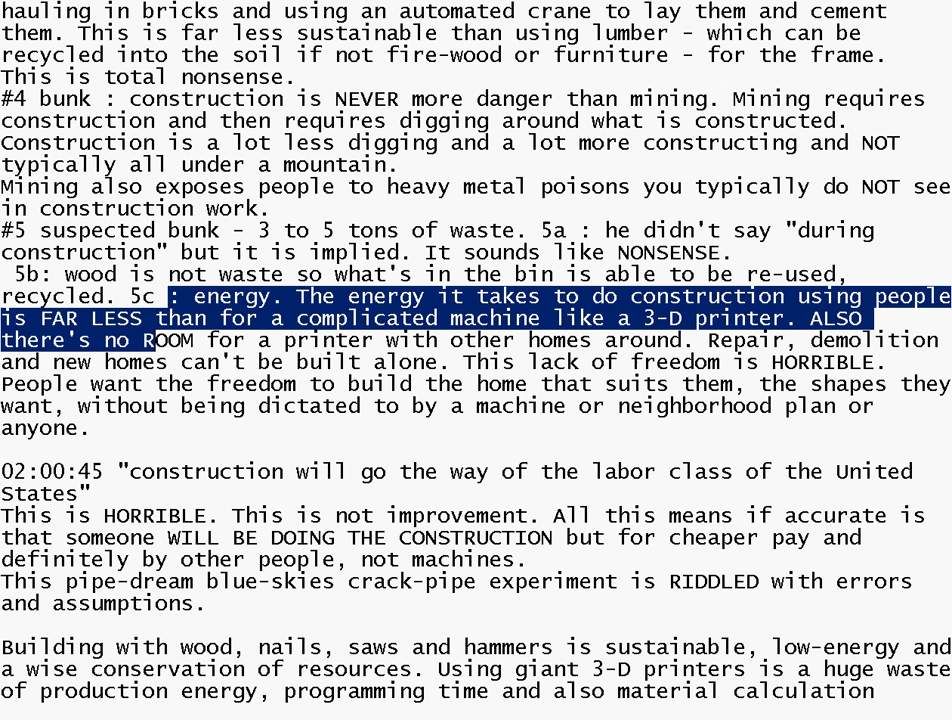 hauling in bricks and using an automated crane to lay them and cement
them. This is far less sustainable than using lumber - which can be
recycled into the soil if not fire-wood or furniture - for the frame.
This is total nonsense.
#4 bunk : construction is NEVER more danger than mining. Mining requires
construction and then requires digging around what is constructed.
Construction is a lot less digging and a lot more constructing and NOT
typically all under a mountain.
Mining also exposes people to heavy metal poisons you typically do NOT see
in construction work.
#5 suspected bunk - 3 to 5 tons of waste. 5a : he didn't say "during
construction" but it is implied. It sounds like NONSENSE.
5b: wood is not waste so what's in the bin is able to be re-used,
recycled. 5c : energy. The energy it takes to do construction using people
is FAR LESS than for a complicated machine like a 3-D printer. ALSO
there's no ROOM for a printer with other homes around. Repair, demolition
and new homes can't be built alone. This lack of freedom is HORRIBLE.
People want the freedom to build the home that suits them, the shapes they
want, without being dictated to by a machine or neighborhood plan or
anyone.
02:00:45 "construction will go the way of the labor class of the United
States"
This is HORRIBLE. This is not improvement. All this means if accurate is
that someone WILL BE DOING THE CONSTRUCTION but for cheaper pay and
definitely by other people, not machines.
This pipe-dream blue-skies crack-pipe experiment is RIDDLED with errors
and assumptions.
Building with wood, nails, saws and hammers is sustainable, low-energy and
a wise conservation of resources. Using giant 3-D printers is a huge waste
of production energy, programming time and also material calculation